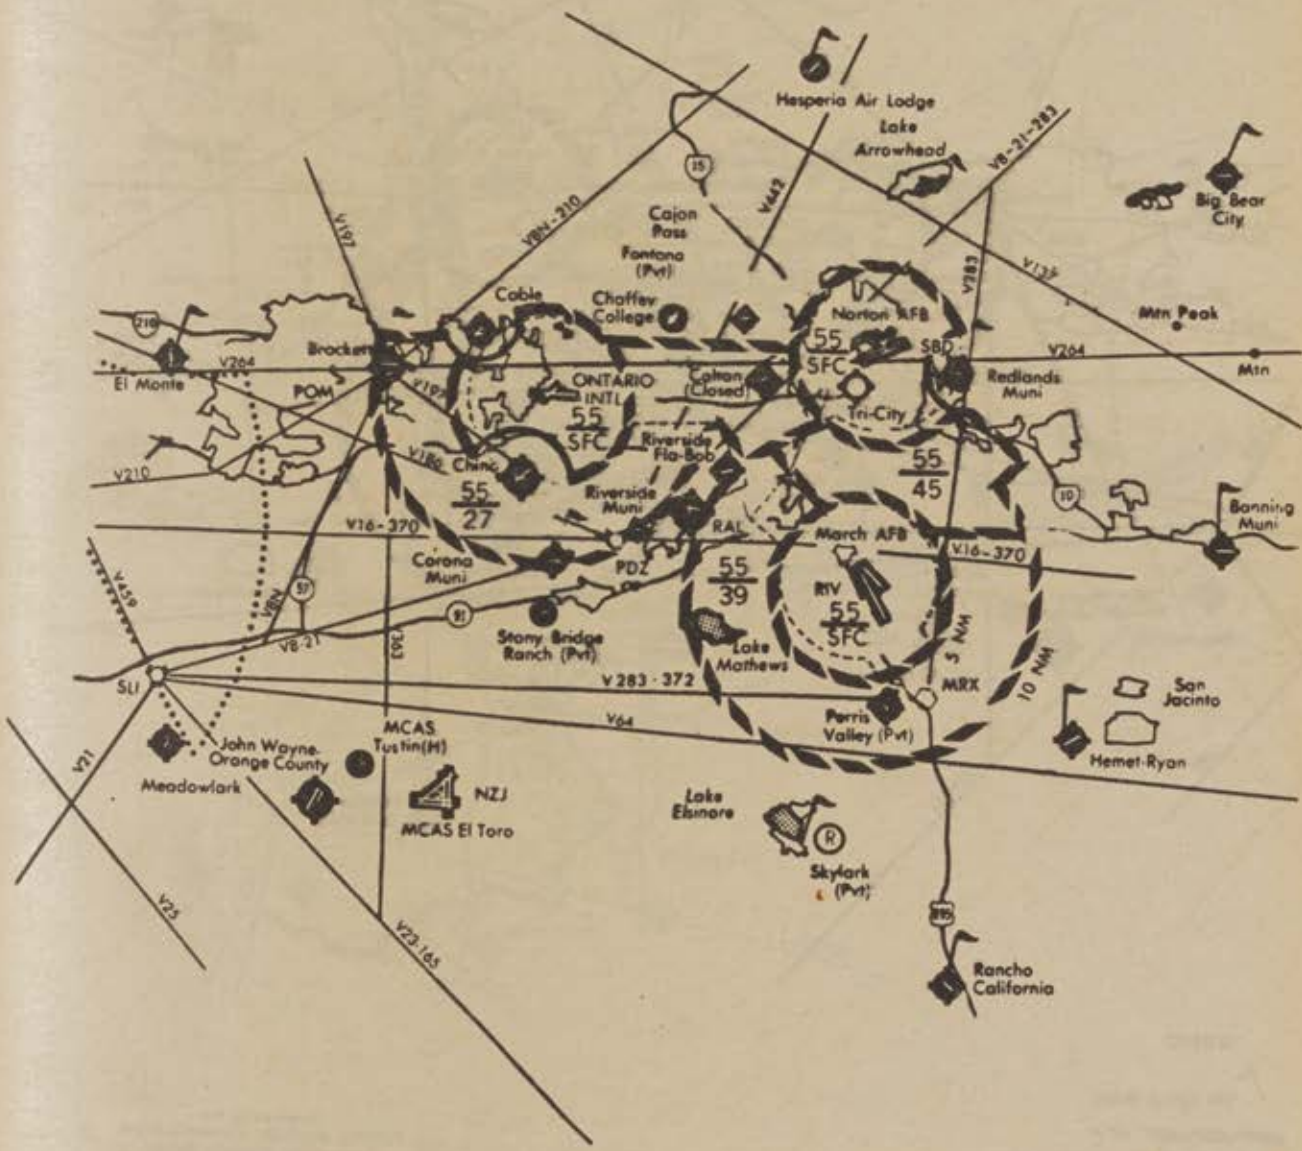 Hesperia Air Lodge
Lake
Arrowhead
V8-21-283
15
V442
Big Bear
City
V197
VBN-210
Cajon
Pass
Fontana
(Pvt)
V283
Cable
Chaffey
College
Norton AFB
Mtn Peak
210
Bracket
55
SFC
SBD
V264
V264
El Monte
POM
V197
ONTARIO
INTL
Colton
(Closed)
Redlands
Muni
Mtn
55
SFC
Tri-City
Riverside
Fla-Bob
V210
V186
Chino
55
27
Riverside
Muni
55
45
10
Banning
Muni
V16-370
RAL
March AFB
V16-370
Corona
Muni
PDZ
55
39
V459
VBN
57
91
RIV
55
SFC
5 NM
Stony Bridge
Ranch (Pvt)
Lake
Mathews
V8-21
V363
10 NM
SLI
V 283-372
MRX
San
Jacinto
V64
Perris
Valley (Pvt)
V21
John Wayne-
Orange County
MCAS
Tustin(H)
Hemet-Ryan
Meadowlark
NZJ
MCAS El Toro
Lake
Elsinore
R
Skylark
(Pvt)
V25
V23-165
395
Rancho
California